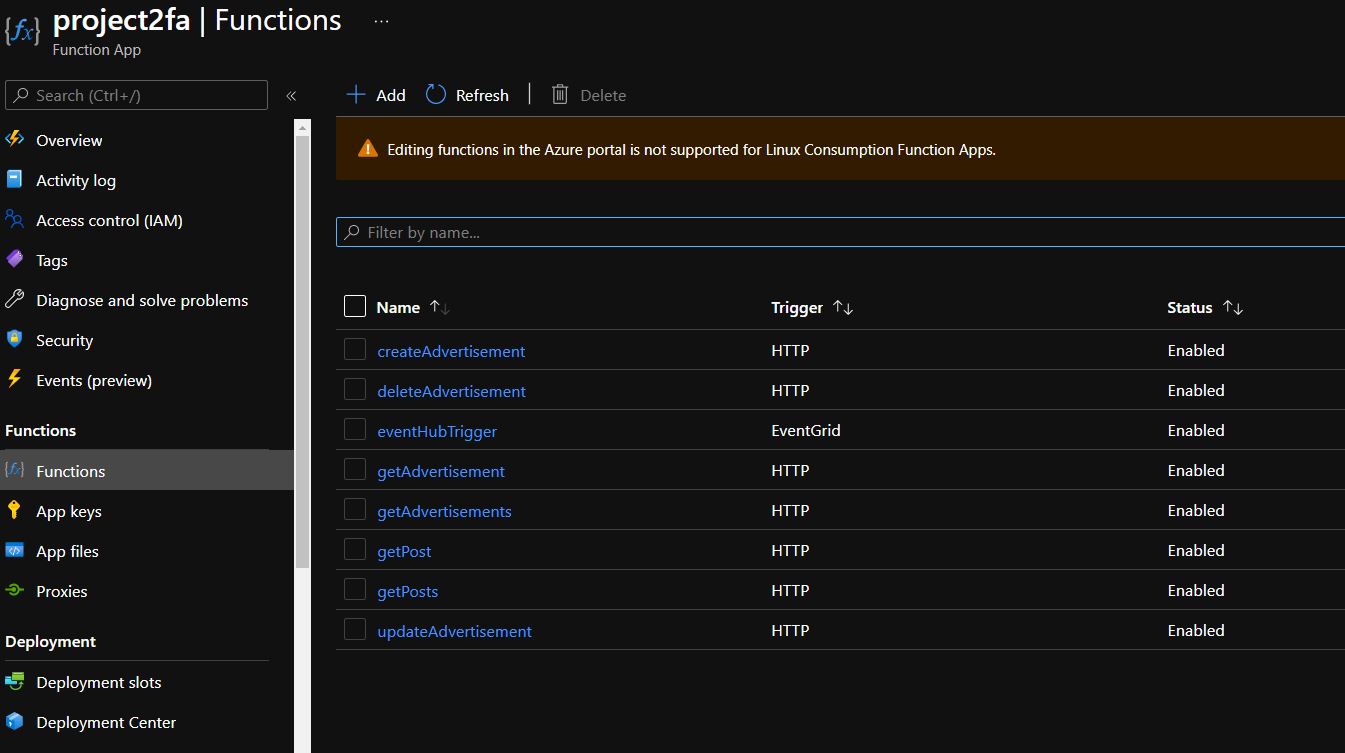 project2fa | Functions ...
Function App
Search (Ctrl+/)
«
Add
Refresh
Delete
Overview
Activity log
Access control (IAM)
Tags
Diagnose and solve problems
Security
Events (preview)
Functions
Functions
App keys
App files
Proxies
Deployment
Deployment slots
Deployment Center
Editing functions in the Azure portal is not supported for Linux Consumption Function Apps.
Filter by name...
Name ↑↓ Trigger ↑↓ Status ↑↓
createAdvertisement HTTP Enabled
deleteAdvertisement HTTP Enabled
eventHubTrigger EventGrid Enabled
getAdvertisement HTTP Enabled
getAdvertisements HTTP Enabled
getPost HTTP Enabled
getPosts HTTP Enabled
updateAdvertisement HTTP Enabled